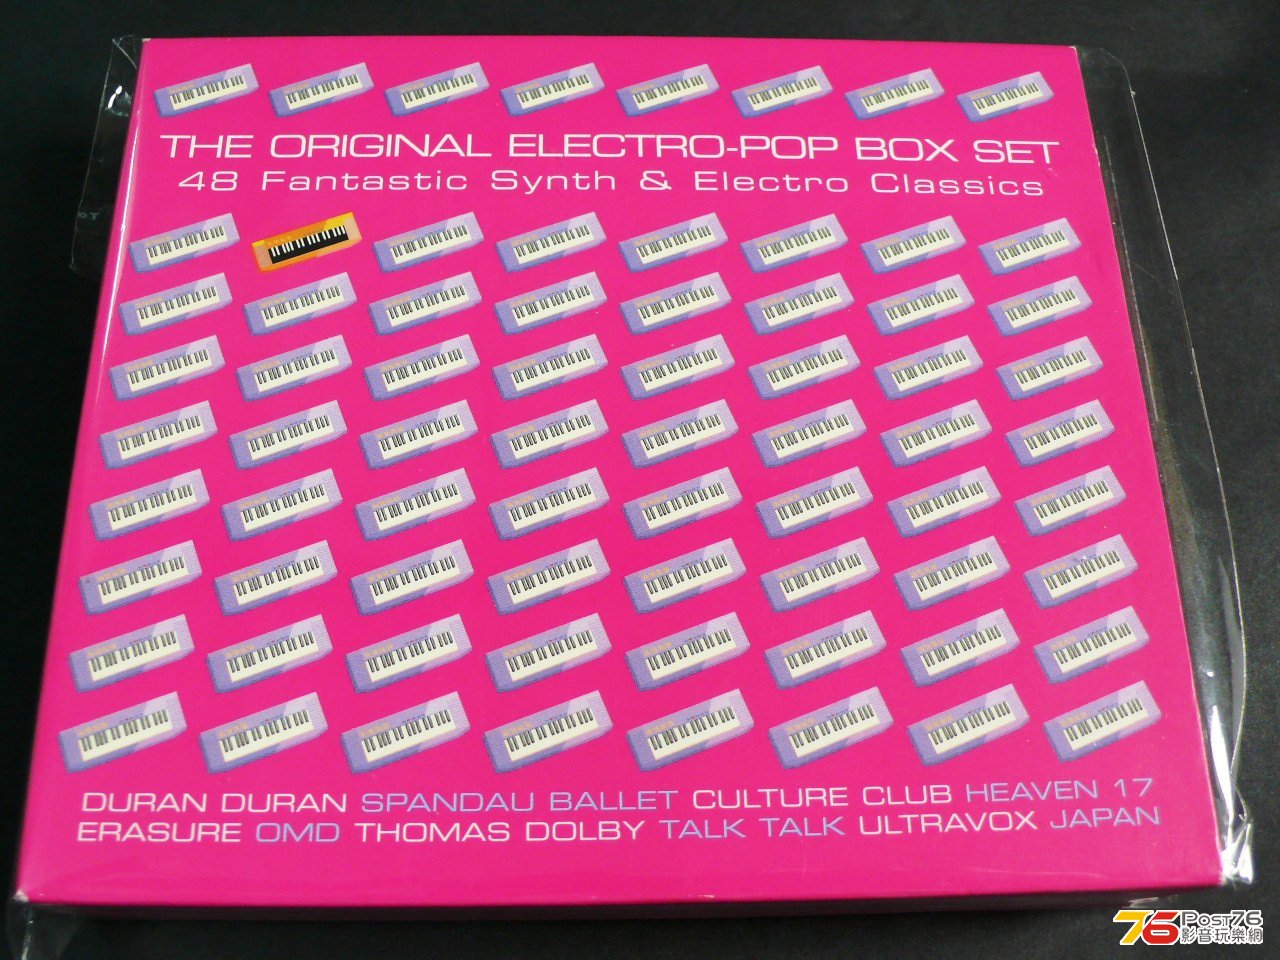 THE ORIGINAL ELECTRO-POP BOX SET
48 Fantastic Synth & Electro Classics
DURAN DURAN SPANDAU BALLET CULTURE CLUB HEAVEN 17
ERASURE OMD THOMAS DOLBY TALK TALK ULTRAVOX JAPAN
76 Post76
影音玩樂網